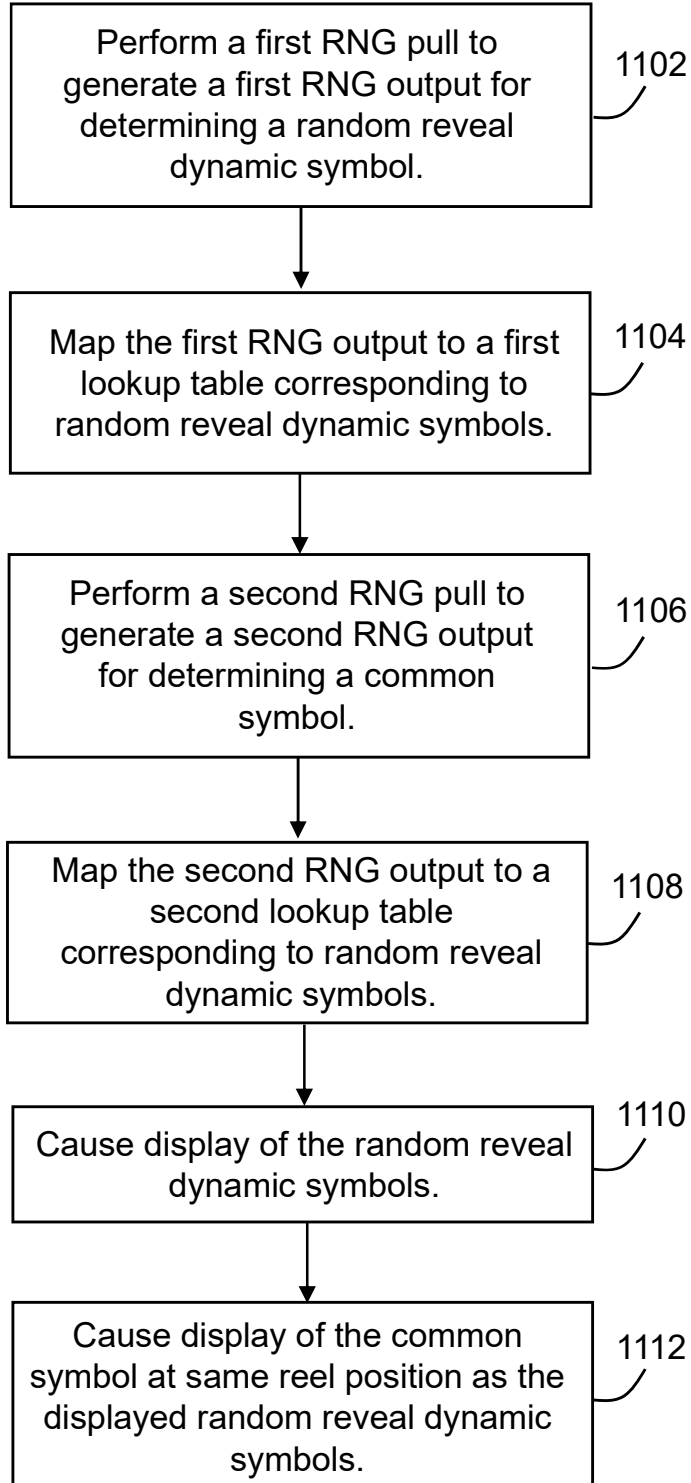 Perform a first RNG pull to
generate a first RNG output for
determining a random reveal
dynamic symbol.
1102
Map the first RNG output to a first
lookup table corresponding to
random reveal dynamic symbols.
1104
Perform a second RNG pull to
generate a second RNG output
for determining a common
symbol.
1106
Map the second RNG output to a
second lookup table
corresponding to random reveal
dynamic symbols.
1108
Cause display of the random reveal
dynamic symbols.
1110
Cause display of the common
symbol at same reel position as the
displayed random reveal dynamic
symbols.
1112